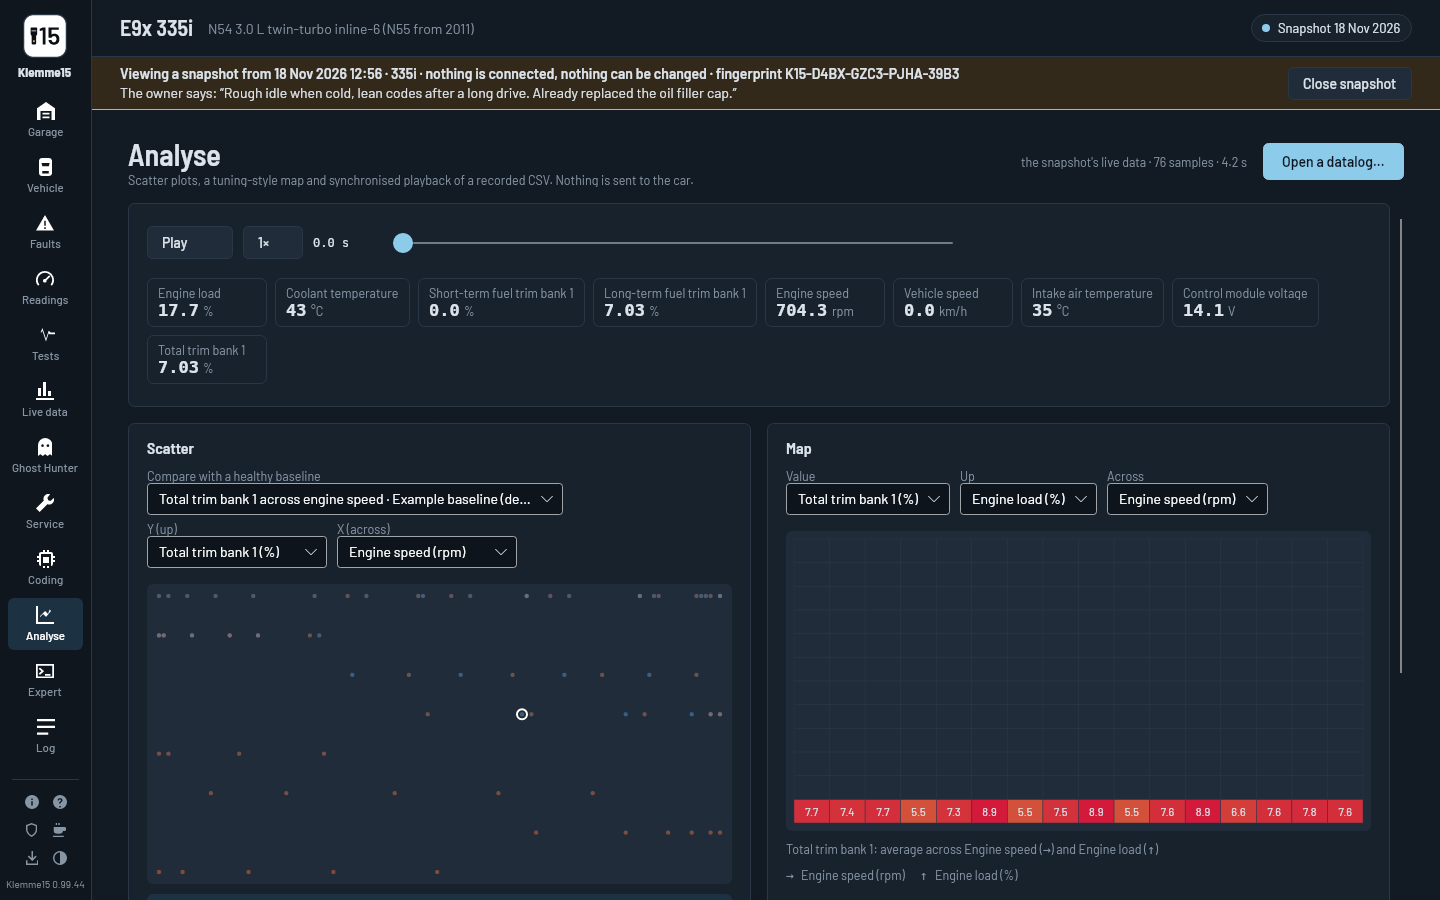 E9x 335i
N54 3.0 L twin-turbo inline-6 (N55 from 2011)
Snapshot 18 Nov 2026
i15
Klemme15
Garage
Vehicle
Faults
Readings
Tests
Live data
Ghost Hunter
Service
Coding
Analyse
Expert
Log
Klemme15 0.99.44
Viewing a snapshot from 18 Nov 2026 12:56 · 335i · nothing is connected, nothing can be changed · fingerprint K15-D4BX-GZC3-PJHA-39B3
The owner says: "Rough idle when cold, lean codes after a long drive. Already replaced the oil filler cap."
Close snapshot
Analyse
Scatter plots, a tuning-style map and synchronised playback of a recorded CSV. Nothing is sent to the car.
the snapshot's live data · 76 samples · 4.2 s
Open a datalog...
Play
1×
0.0 s
Engine load
17.7 %
Coolant temperature
43 °C
Short-term fuel trim bank 1
0.0 %
Long-term fuel trim bank 1
7.03 %
Engine speed
704.3 rpm
Vehicle speed
0.0 km/h
Intake air temperature
35 °C
Control module voltage
14.1 V
Total trim bank 1
7.03 %
Scatter
Compare with a healthy baseline
Total trim bank 1 across engine speed · Example baseline (de...
Y (up)
X (across)
Total trim bank 1 (%)
Engine speed (rpm)
Map
Value
Up
Across
Total trim bank 1 (%)
Engine load (%)
Engine speed (rpm)
7.7 7.4 7.7 5.5 7.3 8.9 5.5 7.5 8.9 5.5 7.6 8.9 6.6 7.6 7.8 7.6
Total trim bank 1: average across Engine speed (→) and Engine load (↑)
→ Engine speed (rpm) ↑ Engine load (%)